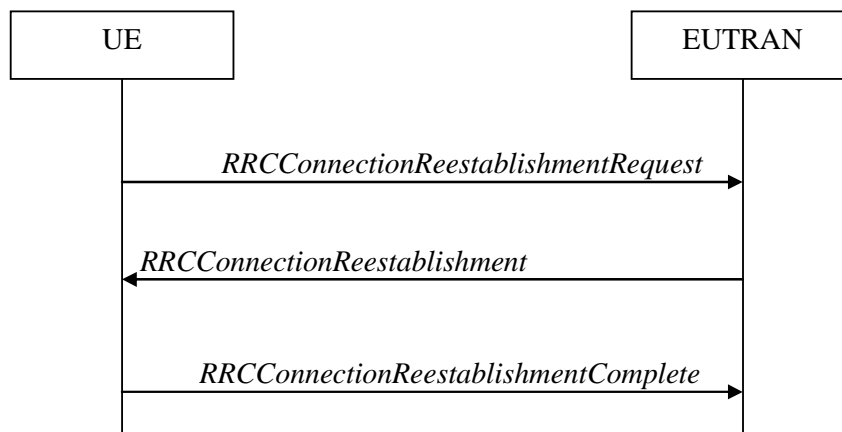 UE
EUTRAN
RRCConnectionReestablishmentRequest
RRCConnectionReestablishment
RRCConnectionReestablishmentComplete